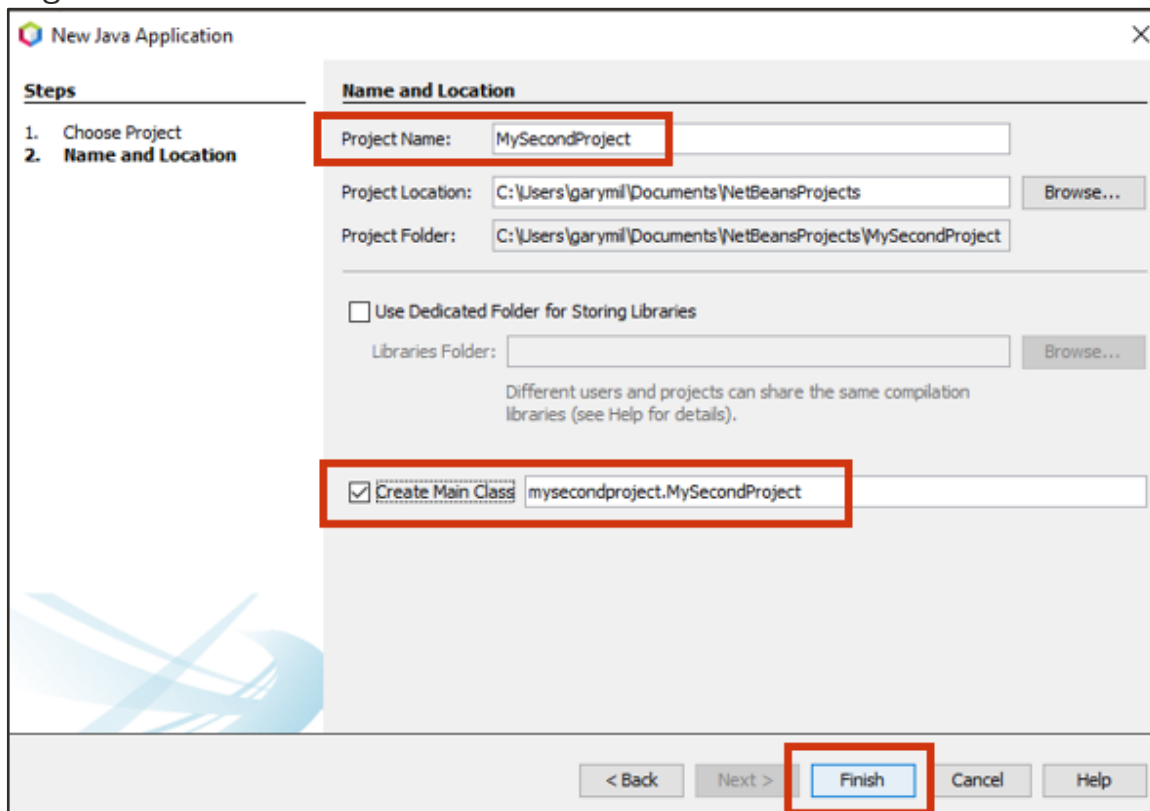 New Java Application
Steps
1. Choose Project
2. Name and Location
Name and Location
Project Name: MySecondProject
Project Location: C:\Users\garymil\Documents\NetBeansProjects Browse...
Project Folder: C:\Users\garymil\Documents\NetBeansProjects\MySecondProject
Use Dedicated Folder for Storing Libraries
Libraries Folder: Browse...
Different users and projects can share the same compilation
libraries (see Help for details).
Create Main Class mysecondproject.MySecondProject
< Back Next > Finish Cancel Help